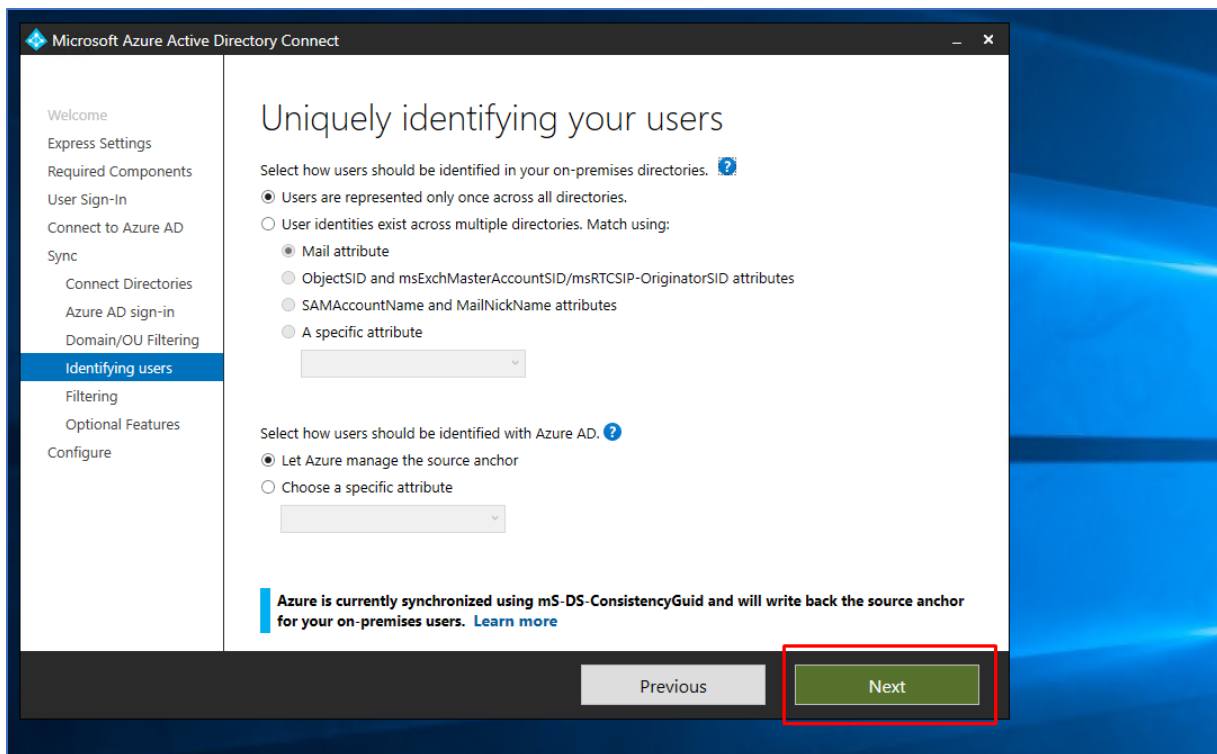 Microsoft Azure Active Directory Connect
Welcome
Express Settings
Required Components
User Sign-In
Connect to Azure AD
Sync
Connect Directories
Azure AD sign-in
Domain/OU Filtering
Identifying users
Filtering
Optional Features
Configure
Uniquely identifying your users
Select how users should be identified in your on-premises directories. ?
Users are represented only once across all directories.
User identities exist across multiple directories. Match using:
Mail attribute
ObjectSID and msExchMasterAccountSID/msRTCSIP-OriginatorSID attributes
SAMAccountName and MailNickName attributes
A specific attribute
Select how users should be identified with Azure AD. ?
Let Azure manage the source anchor
Choose a specific attribute
Azure is currently synchronized using mS-DS-ConsistencyGuid and will write back the source anchor
for your on-premises users. Learn more
Previous
Next